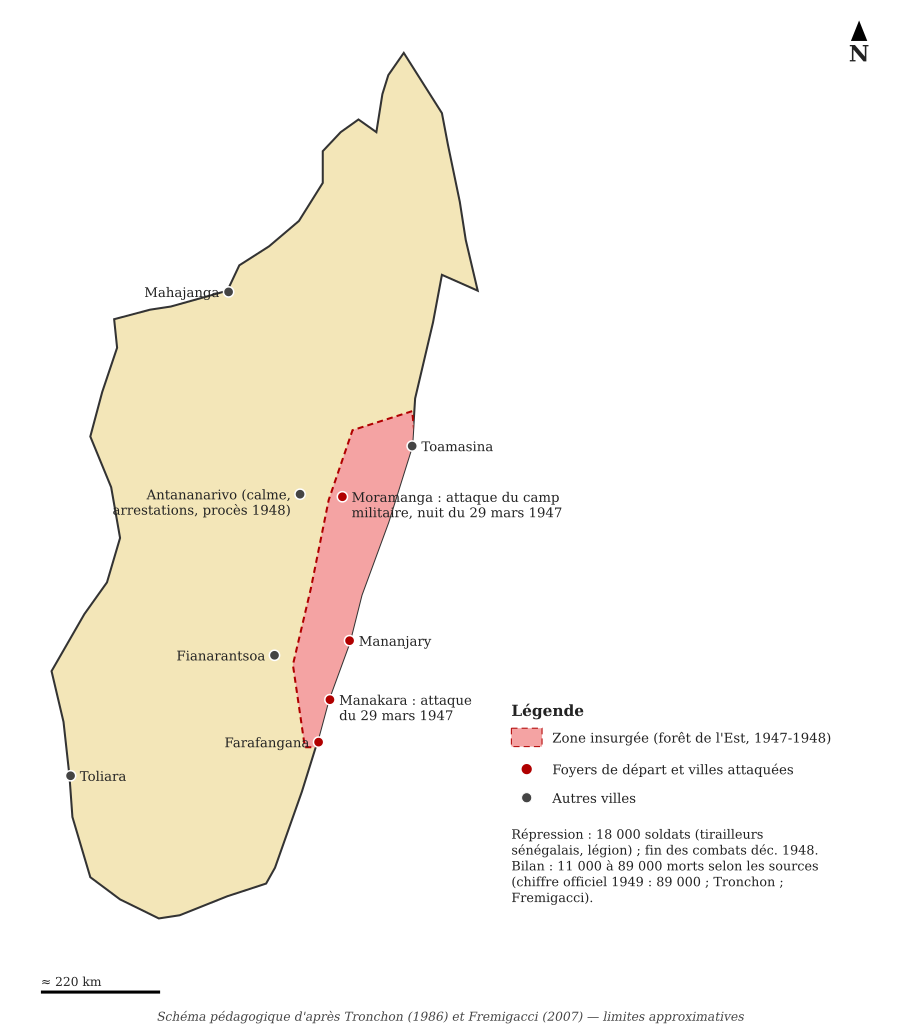 N
Mahajanga
Toamasina
Antananarivo (calme,
arrestations, procès 1948)
Moramanga : attaque du camp
militaire, nuit du 29 mars 1947
Mananjary
Fianarantsoa
Manakara : attaque
du 29 mars 1947
Farafangana
Toliara
Légende
Zone insurgée (forêt de l'Est, 1947-1948)
Foyers de départ et villes attaquées
Autres villes
Répression : 18 000 soldats (tirailleurs
sénégalais, légion) ; fin des combats déc. 1948.
Bilan : 11 000 à 89 000 morts selon les sources
(chiffre officiel 1949 : 89 000 ; Tronchon ;
Fremigacci).
≈ 220 km
Schéma pédagogique d'après Tronchon (1986) et Fremigacci (2007) — limites approximatives